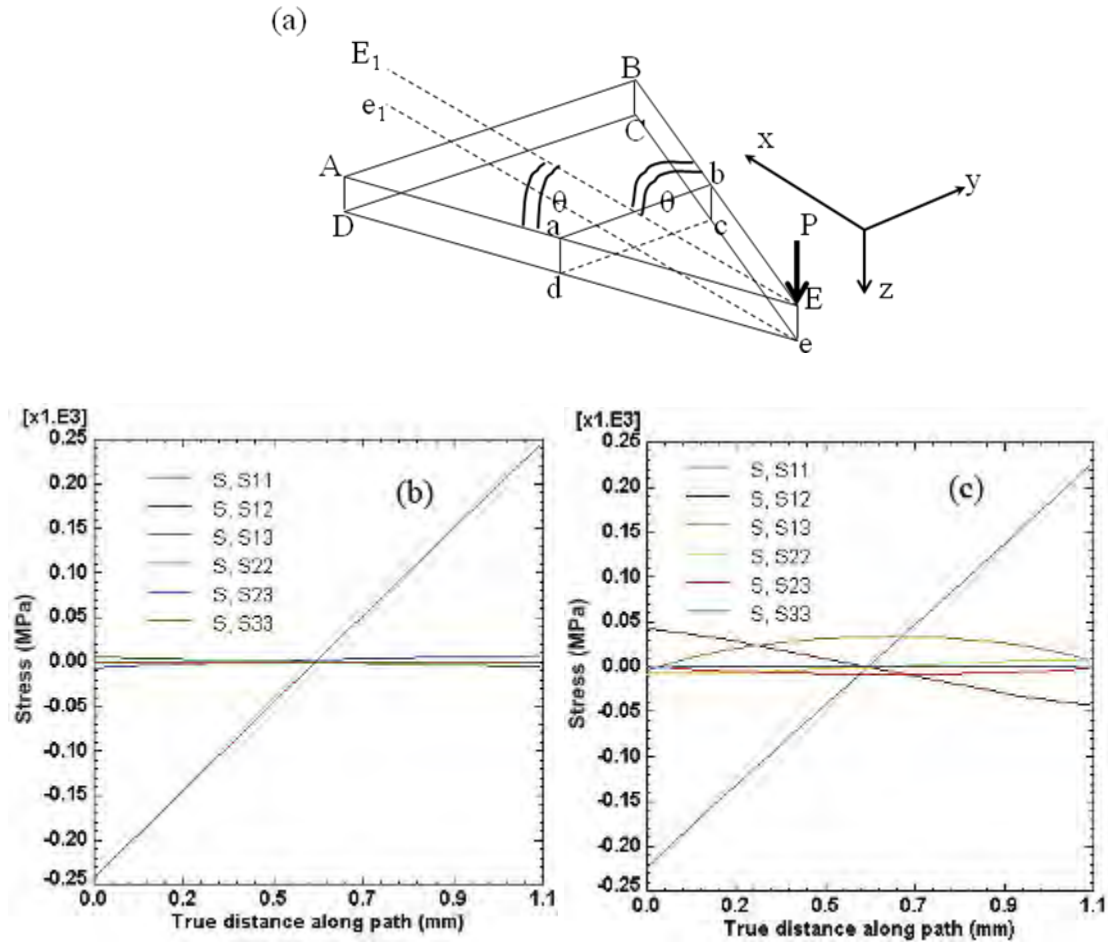 (a)
E1
e1
B
C
x
A
θ
θ
b
y
D
a
c
P
d
E
z
e
[x1.E3]
0.25
0.20
0.15
0.10
0.05
0.00
-0.05
-0.10
-0.15
-0.20
-0.25
Stress (MPa)
S, S11
S, S12
S, S13
S, S22
S, S23
S, S33
(b)
0.0 0.2 0.5 0.7 0.9 1.1
True distance along path (mm)
[x1.E3]
0.25
0.20
0.15
0.10
0.05
0.00
-0.05
-0.10
-0.15
-0.20
-0.25
Stress (MPa)
S, S11
S, S12
S, S13
S, S22
S, S23
S, S33
(c)
0.0 0.2 0.5 0.7 0.9 1.1
True distance along path (mm)